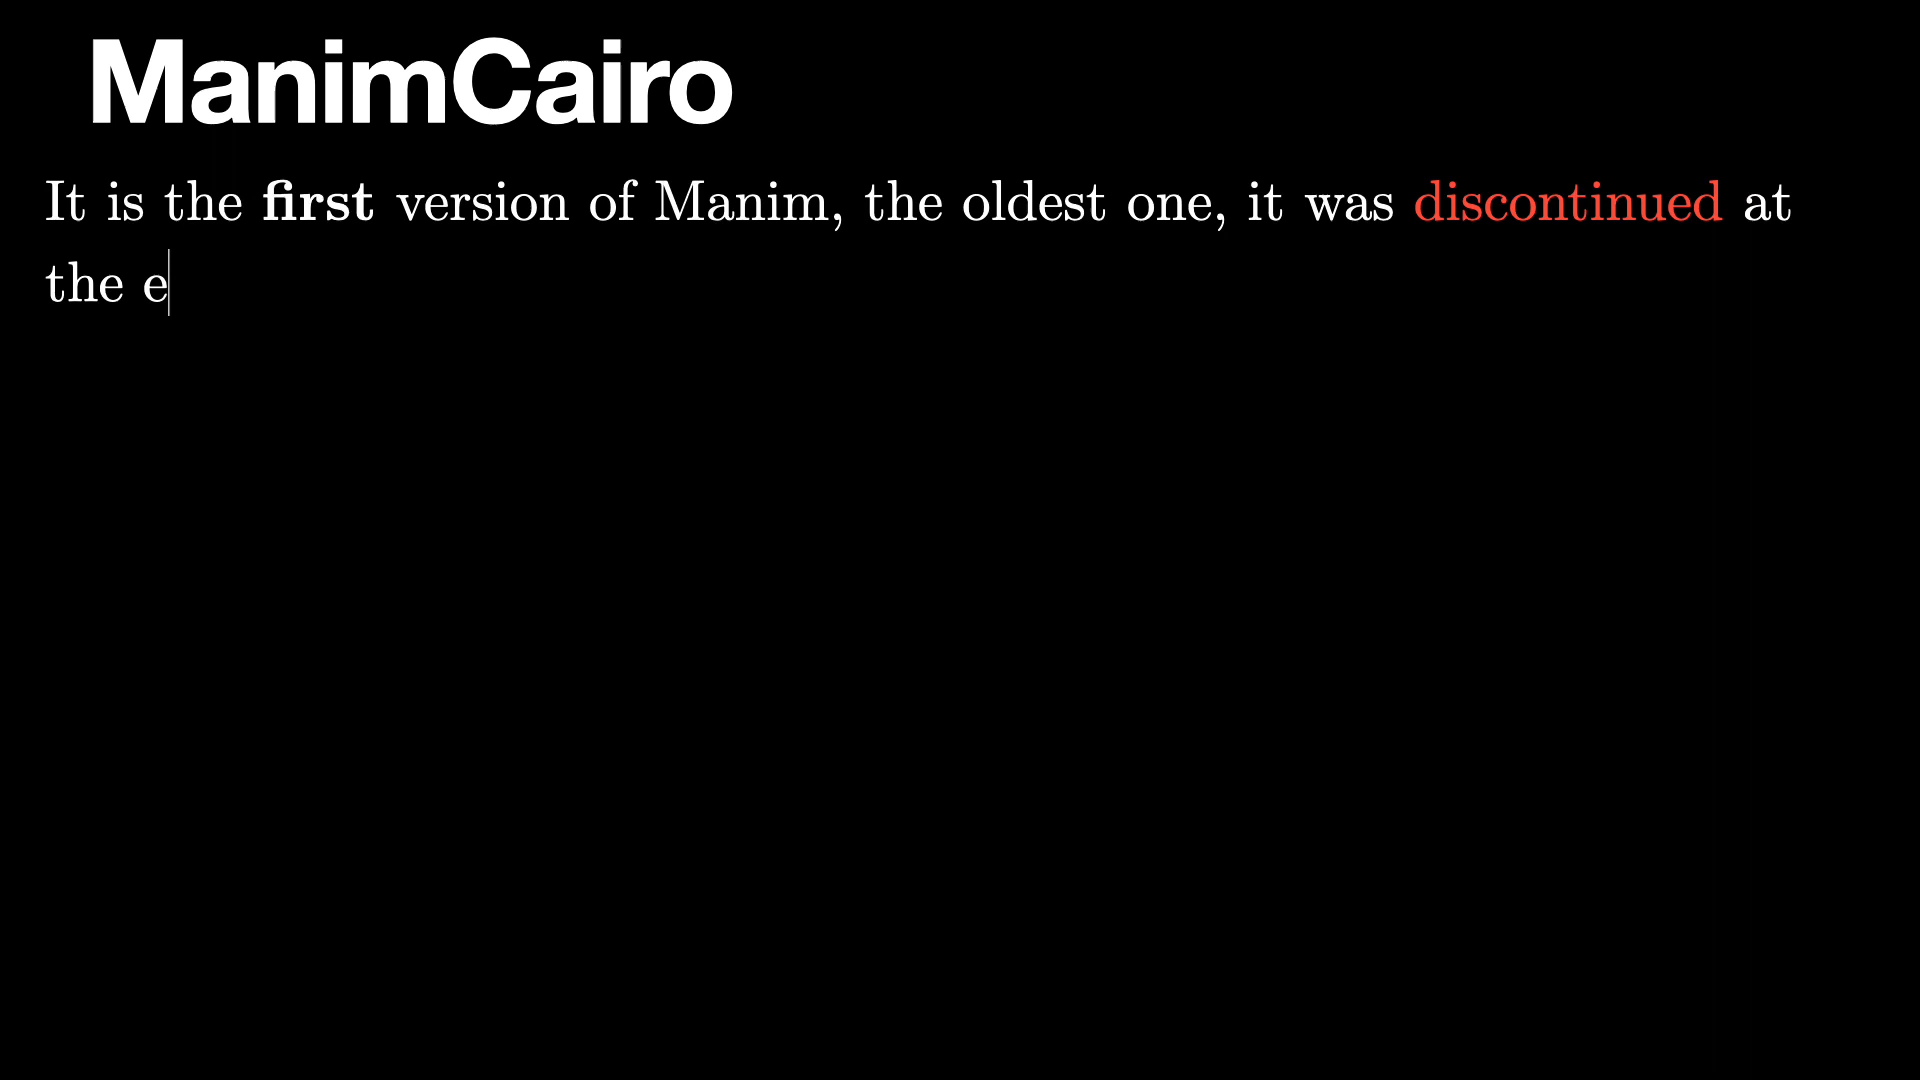 ManimCairo
It is the first version of Manim, the oldest one, it was discontinued at
the e